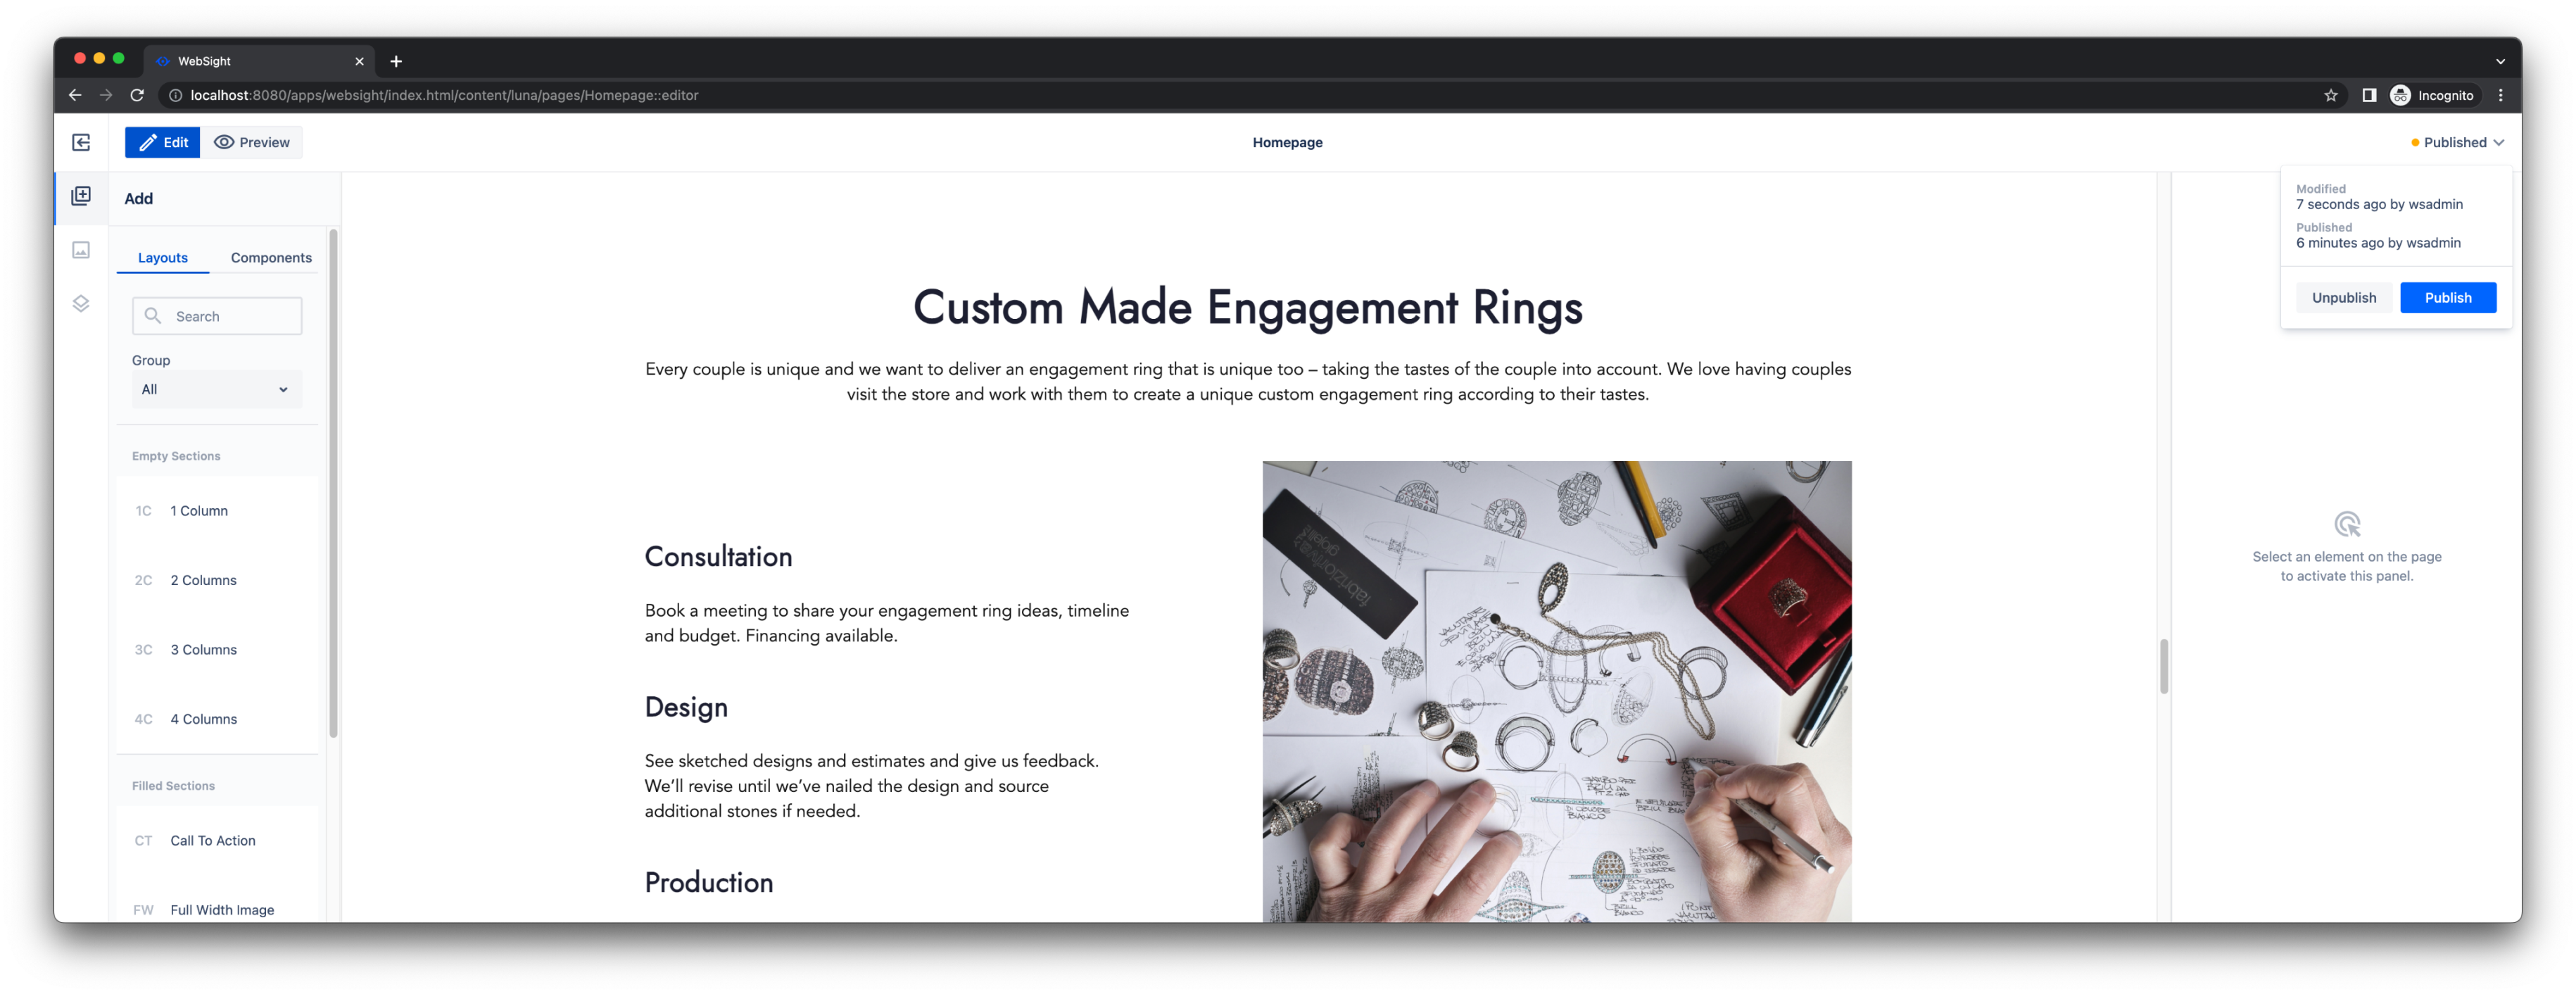 WebSight
localhost:8080/apps/websight/index.html/content/luna/pages/Homepage::editor
Incognito
Edit
Preview
Homepage
Published
Add
Layouts
Components
Search
Group
All
Empty Sections
1C 1 Column
2C 2 Columns
3C 3 Columns
4C 4 Columns
Filled Sections
CT Call To Action
FW Full Width Image
Custom Made Engagement Rings
Every couple is unique and we want to deliver an engagement ring that is unique too – taking the tastes of the couple into account. We love having couples
visit the store and work with them to create a unique custom engagement ring according to their tastes.
Consultation
Book a meeting to share your engagement ring ideas, timeline
and budget. Financing available.
Design
See sketched designs and estimates and give us feedback.
We’ll revise until we’ve nailed the design and source
additional stones if needed.
Production
Modified
7 seconds ago by wsadmin
Published
6 minutes ago by wsadmin
Unpublish
Publish
Select an element on the page
to activate this panel.